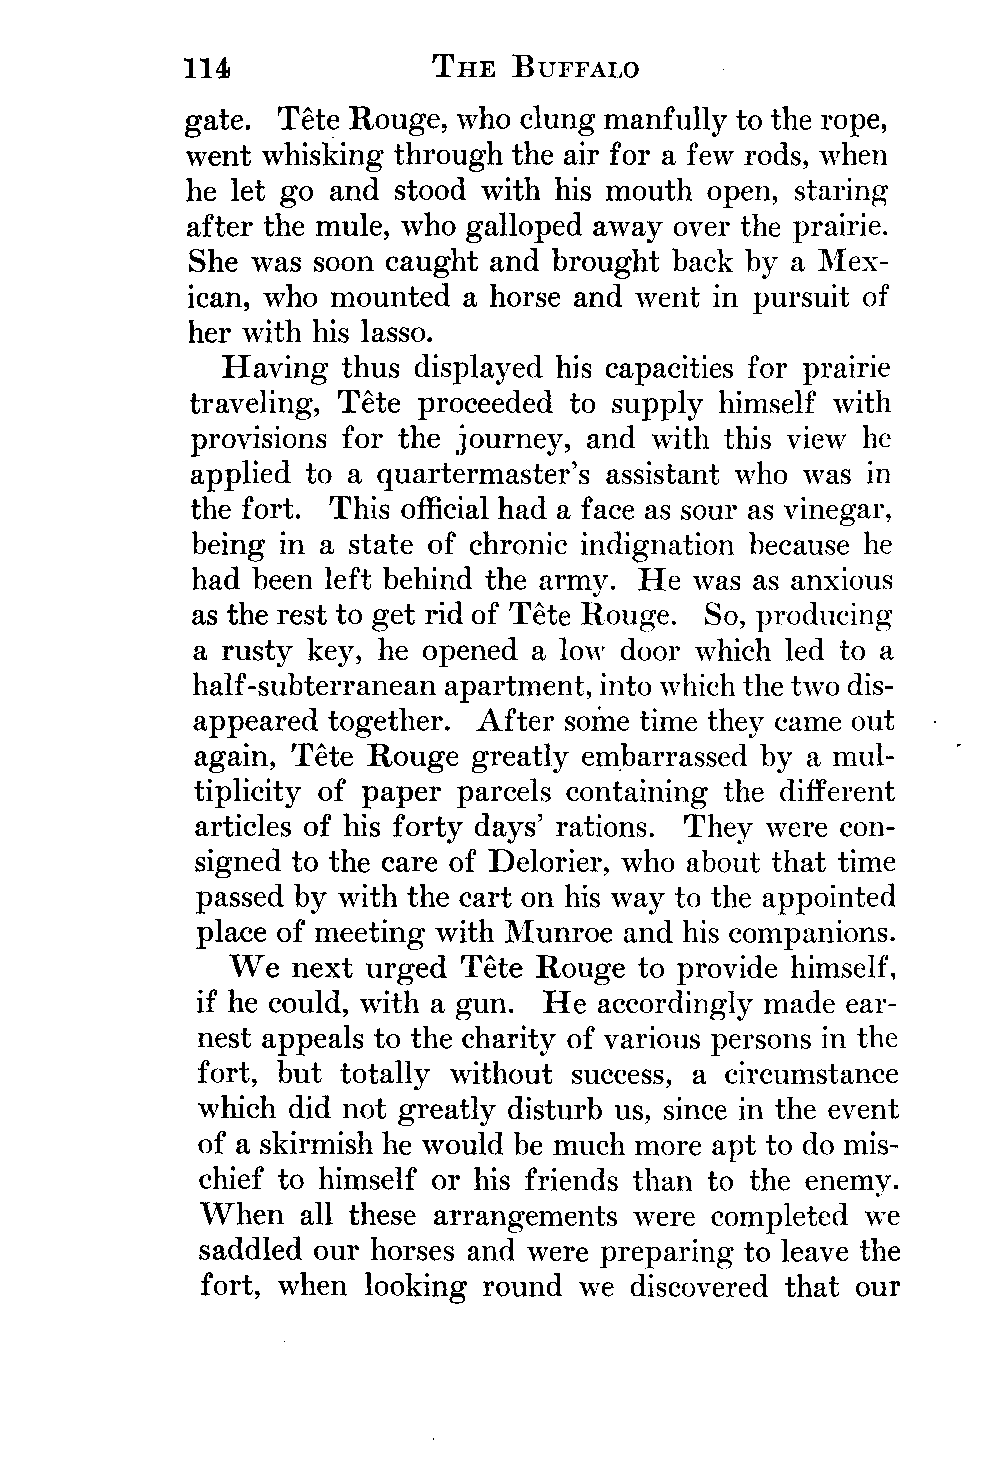 114 THE BUFFALO
gate. Tête Rouge, who clung manfully to the rope,
went whisking through the air for a few rods, when
he let go and stood with his mouth open, staring
after the mule, who galloped away over the prairie.
She was soon caught and brought back by a Mex-
ican, who mounted a horse and went in pursuit of
her with his lasso.
Having thus displayed his capacities for prairie
traveling, Tête proceeded to supply himself with
provisions for the journey, and with this view he
applied to a quartermaster's assistant who was in
the fort. This official had a face as sour as vinegar,
being in a state of chronic indignation because he
had been left behind the army. He was as anxious
as the rest to get rid of Tête Rouge. So, producing
a rusty key, he opened a low door which led to a
half-subterranean apartment, into which the two dis-
appeared together. After some time they came out
again, Tête Rouge greatly embarrassed by a mul-
tiplicity of paper parcels containing the different
articles of his forty days' rations. They were con-
signed to the care of Delorier, who about that time
passed by with the cart on his way to the appointed
place of meeting with Munroe and his companions.
We next urged Tête Rouge to provide himself,
if he could, with a gun. He accordingly made ear-
nest appeals to the charity of various persons in the
fort, but totally without success, a circumstance
which did not greatly disturb us, since in the event
of a skirmish he would be much more apt to do mis-
chief to himself or his friends than to the enemy.
When all these arrangements were completed we
saddled our horses and were preparing to leave the
fort, when looking round we discovered that our